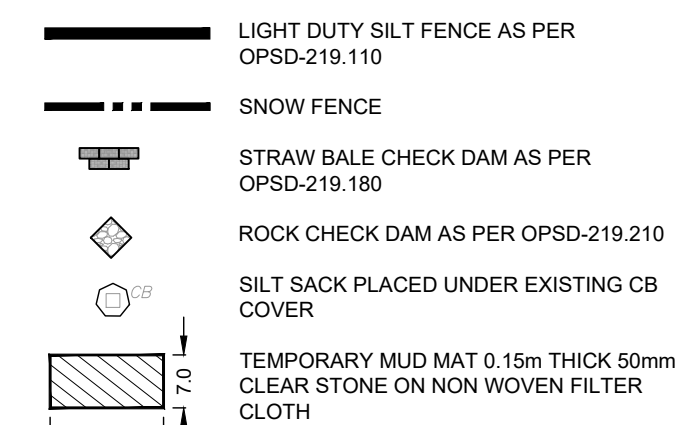 LIGHT DUTY SILT FENCE AS PER
OPSD-219.110
SNOW FENCE
STRAW BALE CHECK DAM AS PER
OPSD-219.180
ROCK CHECK DAM AS PER OPSD-219.210
CB
SILT SACK PLACED UNDER EXISTING CB
COVER
7.0
TEMPORARY MUD MAT 0.15m THICK 50mm
CLEAR STONE ON NON WOVEN FILTER
CLOTH